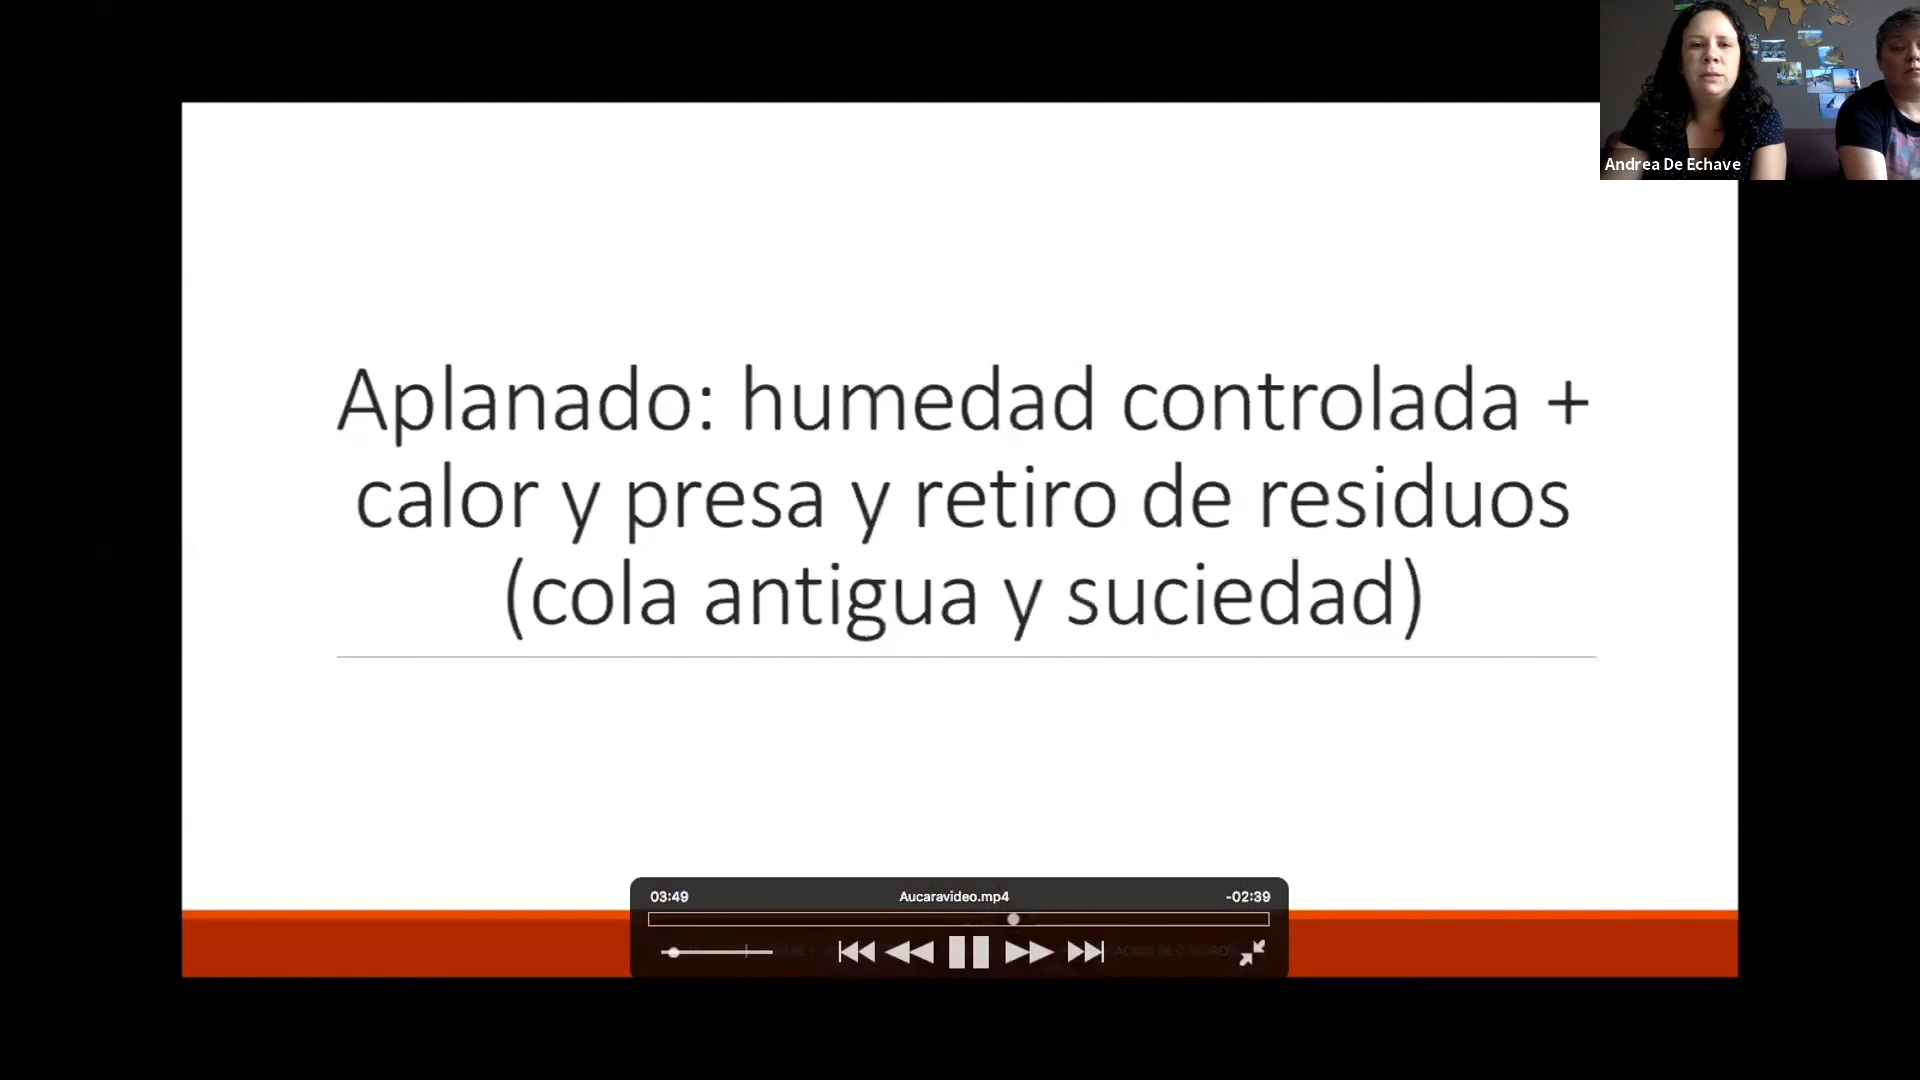 Andrea De Echave
Aplanado: humedad controlada +
calor y presa y retiro de residuos
(cola antigua y suciedad)
03:49
Aucaravideo.mp4
-02:39